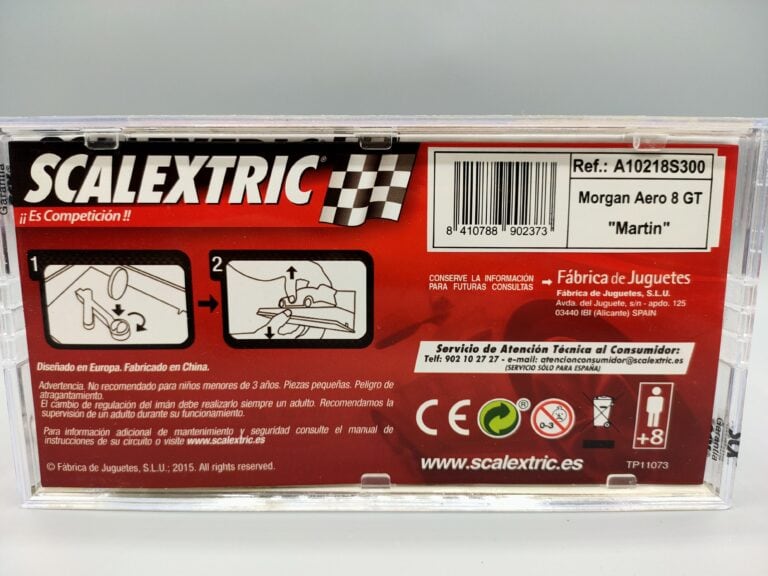 SCALEXTRIC®
¡¡Es Competición!!
1
2
Diseñado en Europa. Fabricado en China.
Advertencia. No recomendado para niños menores de 3 años. Piezas pequeñas. Peligro de
atragantamiento.
El cambio de regulación del imán debe realizarlo siempre un adulto. Recomendamos la
supervisión de un adulto durante su funcionamiento.
Para información adicional de mantenimiento y seguridad consulte el manual de
instrucciones de su circuito o visite www.scalextric.es
© Fábrica de Juguetes, S.L.U.; 2015. All rights reserved.
8 410788 902373
Ref.: A10218S300
Morgan Aero 8 GT
"Martin"
CONSERVE LA INFORMACIÓN
PARA FUTURAS CONSULTAS
Fábrica de Juguetes
Fábrica de Juguetes, S.L.U.
Avda. del Juguete, s/n - apdo. 125
03440 IBI (Alicante) SPAIN
Servicio de Atención Técnica al Consumidor:
Telf: 902 10 27 27 - e-mail: atencionconsumidor@scalextric.es
(SERVICIO SÓLO PARA ESPAÑA)
CE
®
0-3
+8
www.scalextric.es
TP11073
Garantía
Garantía